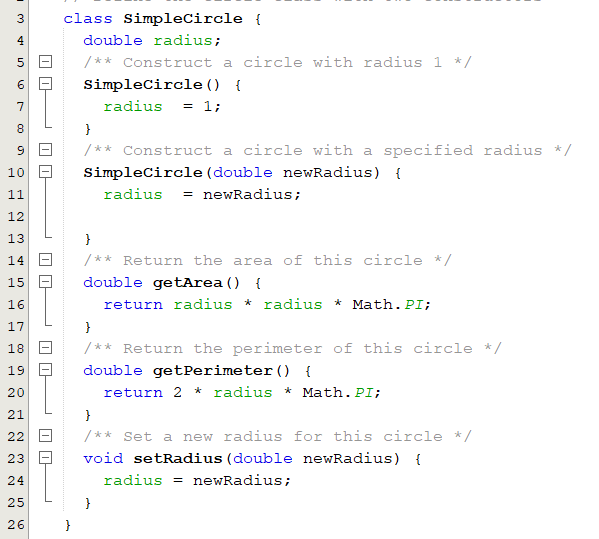 3 class SimpleCircle {
4 double radius;
5 /** Construct a circle with radius 1 */
6 SimpleCircle() {
7 radius  = 1;
8 }
9 /** Construct a circle with a specified radius */
10 SimpleCircle(double newRadius) {
11 radius  = newRadius;
12
13 }
14 /** Return the area of this circle */
15 double getArea() {
16 return radius * radius * Math.PI;
17 }
18 /** Return the perimeter of this circle */
19 double getPerimeter() {
20 return 2 * radius * Math.PI;
21 }
22 /** Set a new radius for this circle */
23 void setRadius(double newRadius) {
24 radius = newRadius;
25 }
26 }